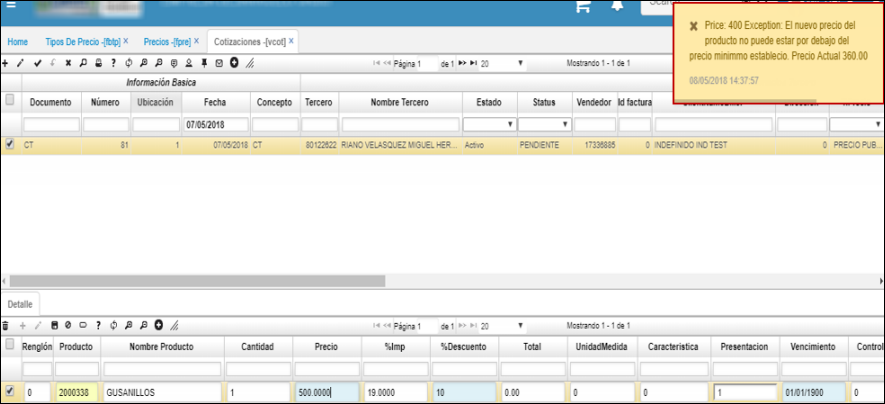 Home Tipos De Precio -[fbtp] × Precios -[fpre] × Cotizaciones -[vcot] ×
Price: 400 Exception: El nuevo precio del
producto no puede estar por debajo del
precio minimmo establecio. Precio Actual 360.00
08/05/2018 14:37:57
Página 1 de 1 20 Mostrando 1 - 1 de 1
Información Basica
Documento Número Ubicación Fecha Concepto Tercero Nombre Tercero Estado Status Vendedor Id factura
07/05/2018
CT 81 1 07/05/2018 CT 80122622 RIANO VELASQUEZ MIGUEL HER... Activo PENDIENTE 17336885 0 INDEFINIDO IND TEST 0 PRECIO PUB...
Detalle
Página 1 de 1 20 Mostrando 1 - 1 de 1
Renglón Producto Nombre Producto Cantidad Precio %Imp %Descuento Total UnidadMedida Caracteristica Presentacion Vencimiento Control
0 2000338 GUSANILLOS 1 500.0000 19.0000 10 0.00 0 0 1 01/01/1900 0